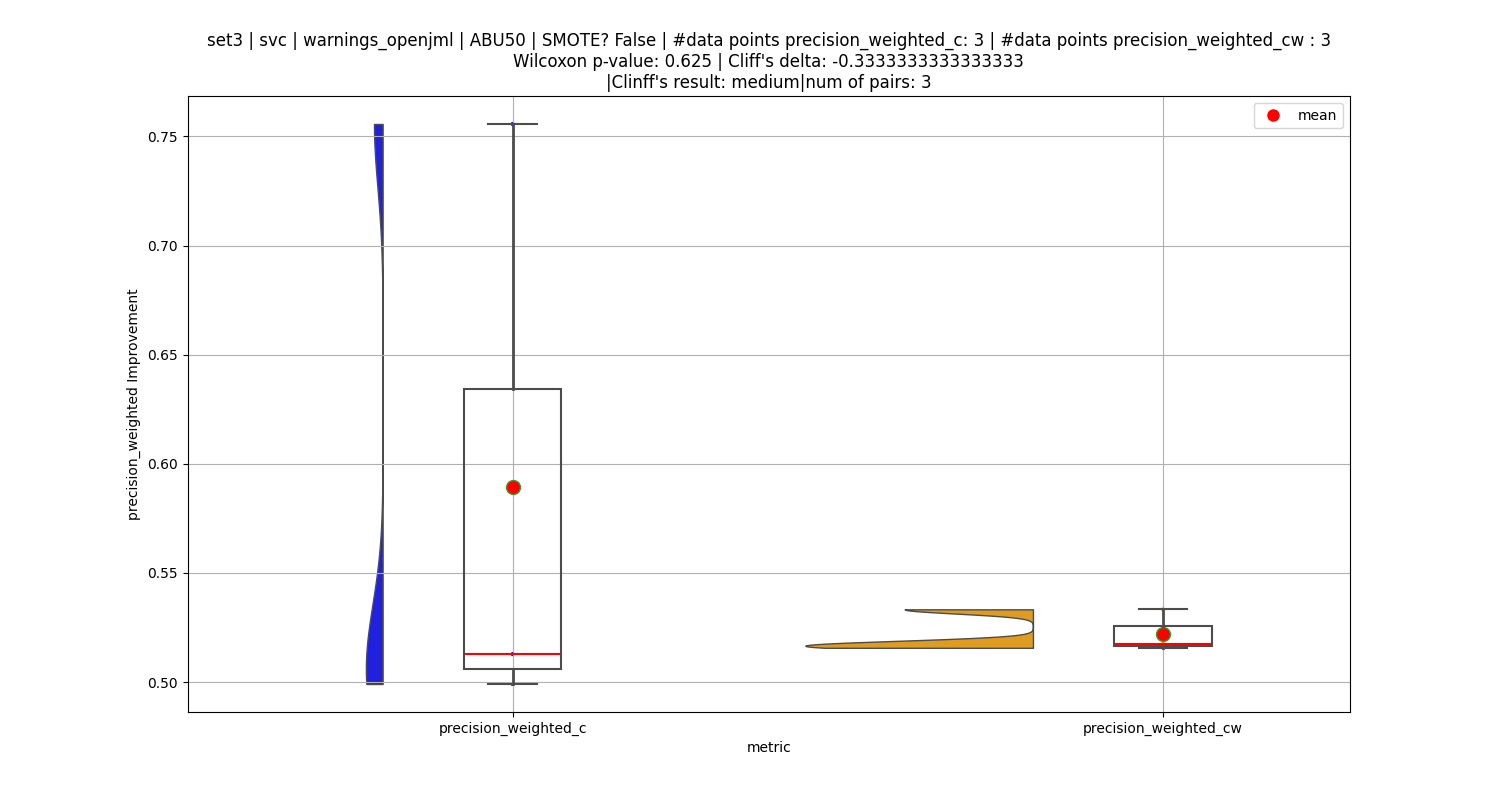 set3 | svc | warnings_openjml | ABU50 | SMOTE? False | #data points precision_weighted_c: 3 | #data points precision_weighted_cw : 3
Wilcoxon p-value: 0.625 | Cliff's delta: -0.3333333333333333
|Clinff's result: medium|num of pairs: 3
mean
0.75
0.70
0.65
0.60
0.55
0.50
precision_weighted Improvement
precision_weighted_c
precision_weighted_cw
metric